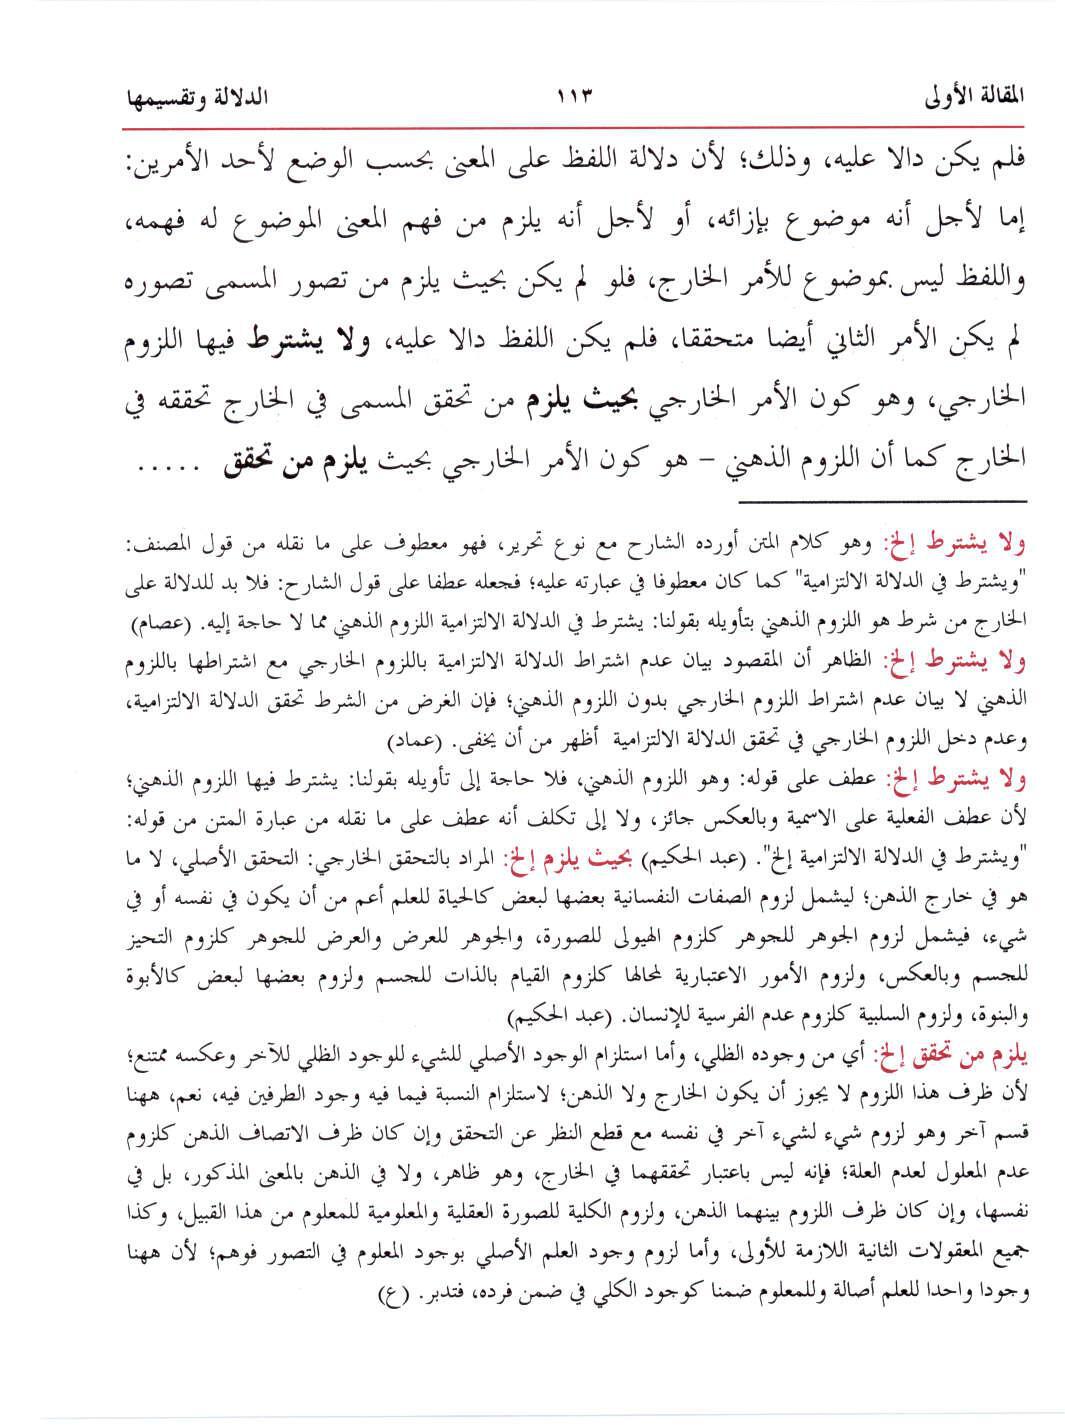 المقالة الأولى ١١٣ الدلالة وتقسيمها
فلم يكن دالا عليه، وذلك؛ لأن دلالة اللفظ على المعنى بحسب الوضع لأحد الأمرين:
إما لأجل أنه موضوع بإزائه، أو لأجل أنه يلزم من فهم المعنى الموضوع له فهمه،
واللفظ ليس بموضوع للأمر الخارج، فلو لم يكن بحيث يلزم من تصور المسمى تصوره
لم يكن الأمر الثاني أيضا متحققا، فلم يكن اللفظ دالا عليه، ولا يشترط فيها اللزوم
الخارجي، وهو كون الأمر الخارجي بحيث يلزم من تحقق المسمى في الخارج تحققه في
الخارج كما أن اللزوم الذهني – هو كون الأمر الخارجي بحيث يلزم من تحقق .....
ولا يشترط إلخ: وهو كلام المتن أورده الشارح مع نوع تحرير، فهو معطوف على ما نقله من قول المصنف:
"ويشترط في الدلالة الالتزامية" كما كان معطوفا في عبارته عليه؛ فجعله عطفا على قول الشارح: فلا بد للدلالة على
الخارج من شرط هو اللزوم الذهني بتأويله بقولنا: يشترط في الدلالة الالتزامية اللزوم الذهني مما لا حاجة إليه. (عصام)
ولا يشترط إلخ: الظاهر أن المقصود بيان عدم اشتراط الدلالة الالتزامية باللزوم الخارجي مع اشتراطها باللزوم
الذهني لا بيان عدم اشتراط اللزوم الخارجي بدون اللزوم الذهني؛ فإن الغرض من الشرط تحقق الدلالة الالتزامية،
وعدم دخل اللزوم الخارجي في تحقق الدلالة الالتزامية أظهر من أن يخفى. (عماد)
ولا يشترط إلخ: عطف على قوله: وهو اللزوم الذهني، فلا حاجة إلى تأويله بقولنا: يشترط فيها اللزوم الذهني؛
لأن عطف الفعلية على الاسمية وبالعكس جائز، ولا إلى تكلف أنه عطف على ما نقله من عبارة المتن من قوله:
"ويشترط في الدلالة الالتزامية إلخ". (عبد الحكيم) بحيث يلزم إلخ: المراد بالتحقق الخارجي: التحقق الأصلي، لا ما
هو في خارج الذهن؛ ليشمل لزوم الصفات النفسانية بعضها لبعض كالحياة للعلم أعم من أن يكون في نفسه أو في
شيء، فيشمل لزوم الجوهر للجوهر كلزوم الهيولى للصورة، والجوهر للعرض والعرض للجوهر كلزوم التحيز
للجسم وبالعكس، ولزوم الأمور الاعتبارية لمحالها كلزوم القيام بالذات للجسم ولزوم بعضها لبعض كالأبوة
والبنوة، ولزوم السلبية كلزوم عدم الفرسية للإنسان. (عبد الحكيم)
يلزم من تحقق إلخ: أي من وجوده الظلي، وأما استلزام الوجود الأصلي للشيء للوجود الظلي للآخر وعكسه ممتنع؛
لأن ظرف هذا اللزوم لا يجوز أن يكون الخارج ولا الذهن؛ لاستلزام النسبة فيما فيه وجود الطرفين فيه، نعم، ههنا
قسم آخر وهو لزوم شيء لشيء آخر في نفسه مع قطع النظر عن التحقق وإن كان ظرف الاتصاف الذهن كلزوم
عدم المعلول لعدم العلة؛ فإنه ليس باعتبار تحققهما في الخارج، وهو ظاهر، ولا في الذهن بالمعنى المذكور، بل في
نفسها، وإن كان ظرف اللزوم بينهما الذهن، ولزوم الكلية للصورة العقلية والمعلومية للمعلوم من هذا القبيل، وكذا
جميع المعقولات الثانية اللازمة للأولى، وأما لزوم وجود العلم الأصلي بوجود المعلوم في التصور فوهم؛ لأن ههنا
وجودا واحدا للعلم أصالة وللمعلوم ضمنا كوجود الكلي في ضمن فرده، فتدبر. (ع)